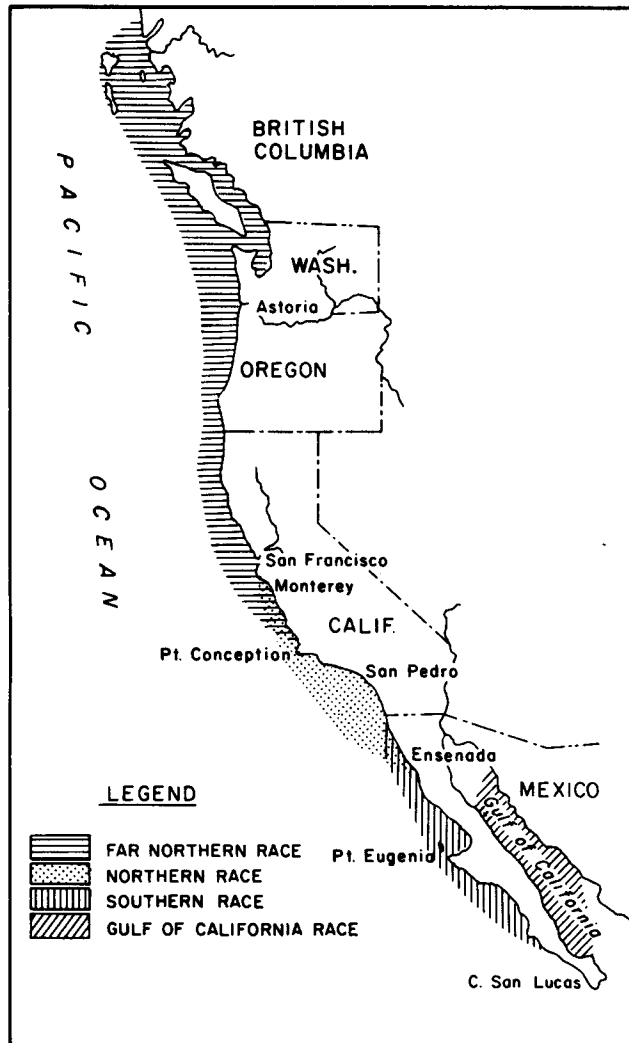 BRITISH
COLUMBIA
PACIFIC
OCEAN
WASH.
Astoria
OREGON
San Francisco
Monterey
CALIF.
Pt. Conception
San Pedro
Ensenada
MEXICO
Gulf of California
Pt. Eugenia
C. San Lucas
LEGEND
FAR NORTHERN RACE
NORTHERN RACE
SOUTHERN RACE
GULF OF CALIFORNIA RACE